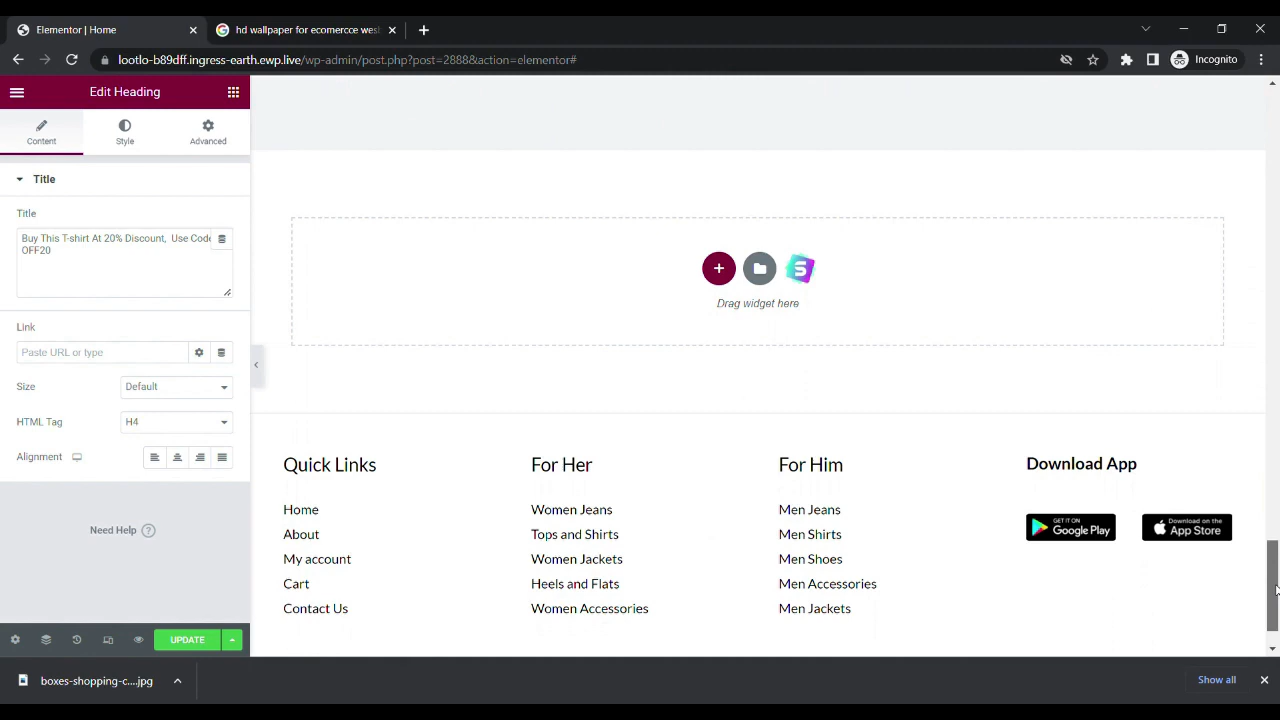 Elementor | Home
hd wallpaper for ecomercce wesl
lootlo-b89dff.ingress-earth.ewp.live/wp-admin/post.php?post=2888&action=elementor#
Incognito
Edit Heading
Content
Style
Advanced
Title
Title
Buy This T-shirt At 20% Discount, Use Code
OFF20
Link
Paste URL or type
Size
Default
HTML Tag
H4
Alignment
Need Help ?
UPDATE
Drag widget here
Quick Links
Home
About
My account
Cart
Contact Us
For Her
Women Jeans
Tops and Shirts
Women Jackets
Heels and Flats
Women Accessories
For Him
Men Jeans
Men Shirts
Men Shoes
Men Accessories
Men Jackets
Download App
GET IT ON
Google Play
Download on the
App Store
boxes-shopping-c....jpg
Show all